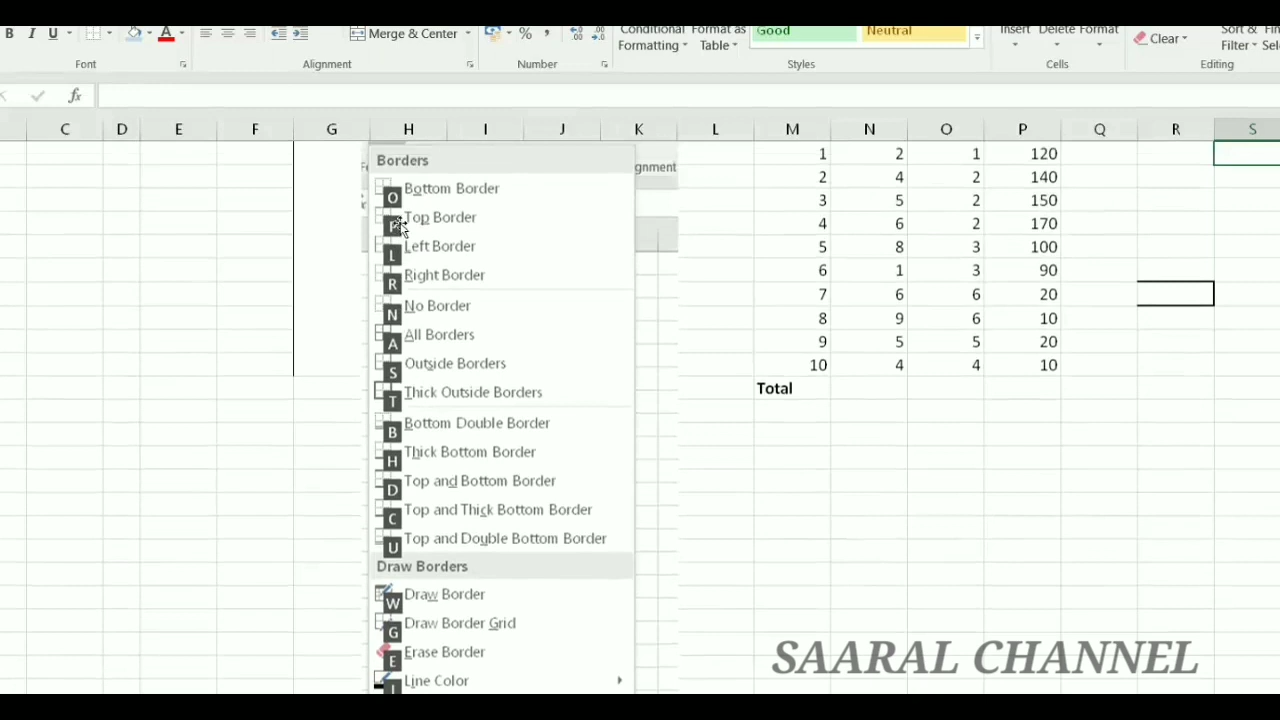 B I U A Merge & Center % , Conditional Format as Good Neutral Insert Delete Format Clear Sort &
Formatting Table Filter
Font Alignment Number Styles Cells Editing
fx
C D E F G H I J K L M N O P Q R S
Borders
gnment
Bottom Border
O
Top Border
Left Border
L
Right Border
R
No Border
N
All Borders
A
Outside Borders
S
Thick Outside Borders
T
Bottom Double Border
B
Thick Bottom Border
H
Top and Bottom Border
D
Top and Thick Bottom Border
C
Top and Double Bottom Border
U
Draw Borders
Draw Border
W
Draw Border Grid
G
Erase Border
E
Line Color
1 2 1 120
2 4 2 140
3 5 2 150
4 6 2 170
5 8 3 100
6 1 3 90
7 6 6 20
8 9 6 10
9 5 5 20
10 4 4 10
Total
SAARAL CHANNEL